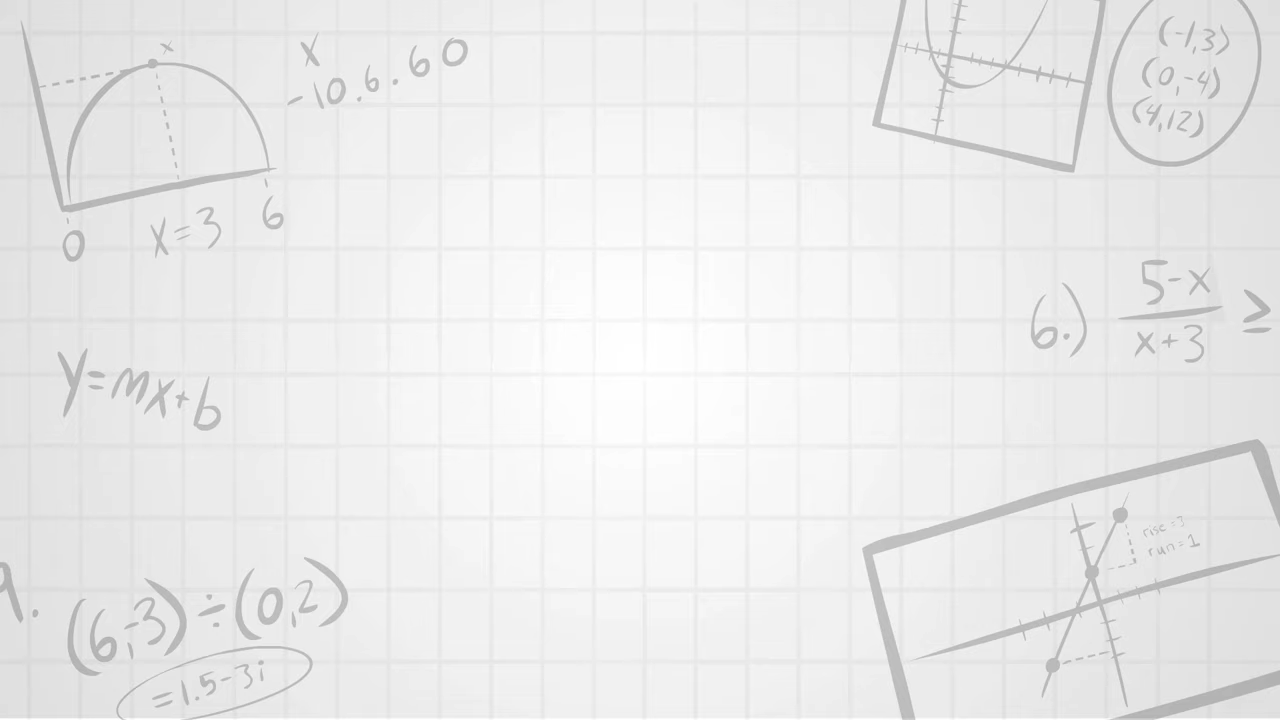 x
0
x=3
6
x
-10.6.60
y=mx+b
9.
(6,-3)÷(0,2)
=1.5-3i
(-1,3)
(0,-4)
(4,12)
6.) 5-x
x+3 ≥
rise=3
run=1